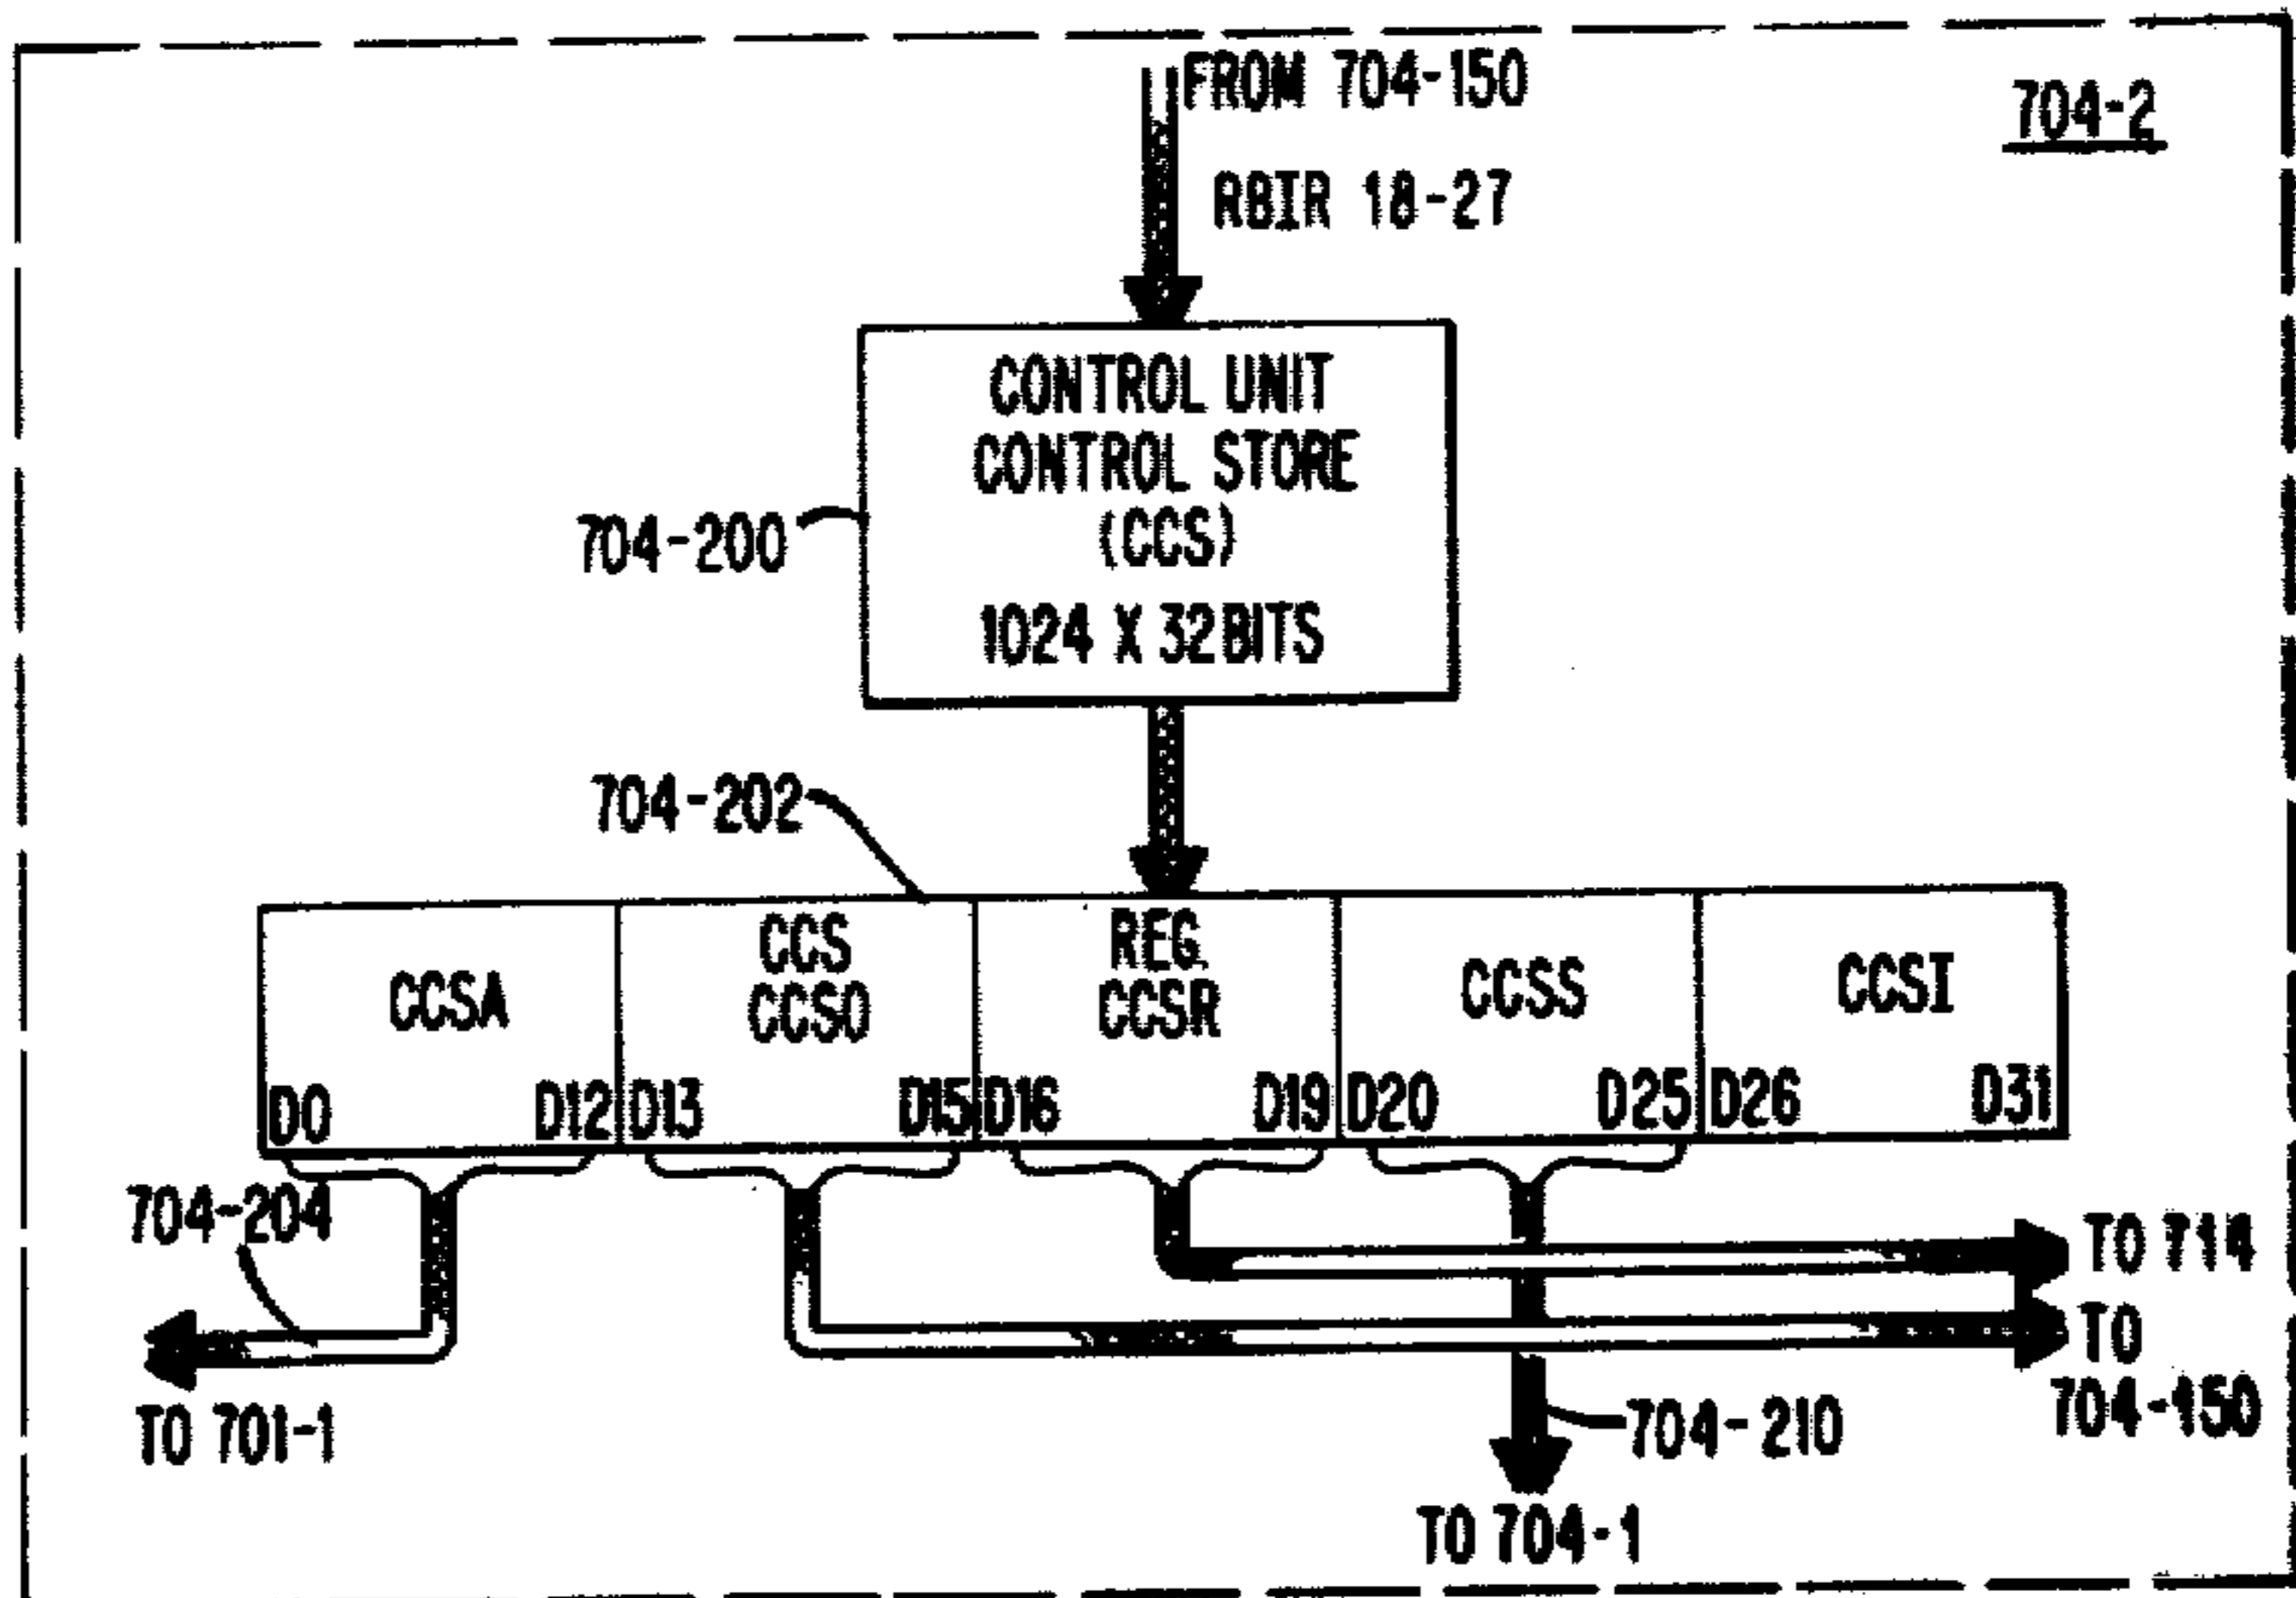 FROM 704-150
704-2
RBIR 18-27
CONTROL UNIT
CONTROL STORE
(CCS)
704-200
1024 X 32BITS
704-202
CCS REG
CCSA CCSO CCSR CCSS CCSI
D0 D12 D13 D15 D16 D19 D20 D25 D26 D31
704-204
TO 714
TO
704-150
TO 701-1
704-210
TO 704-1